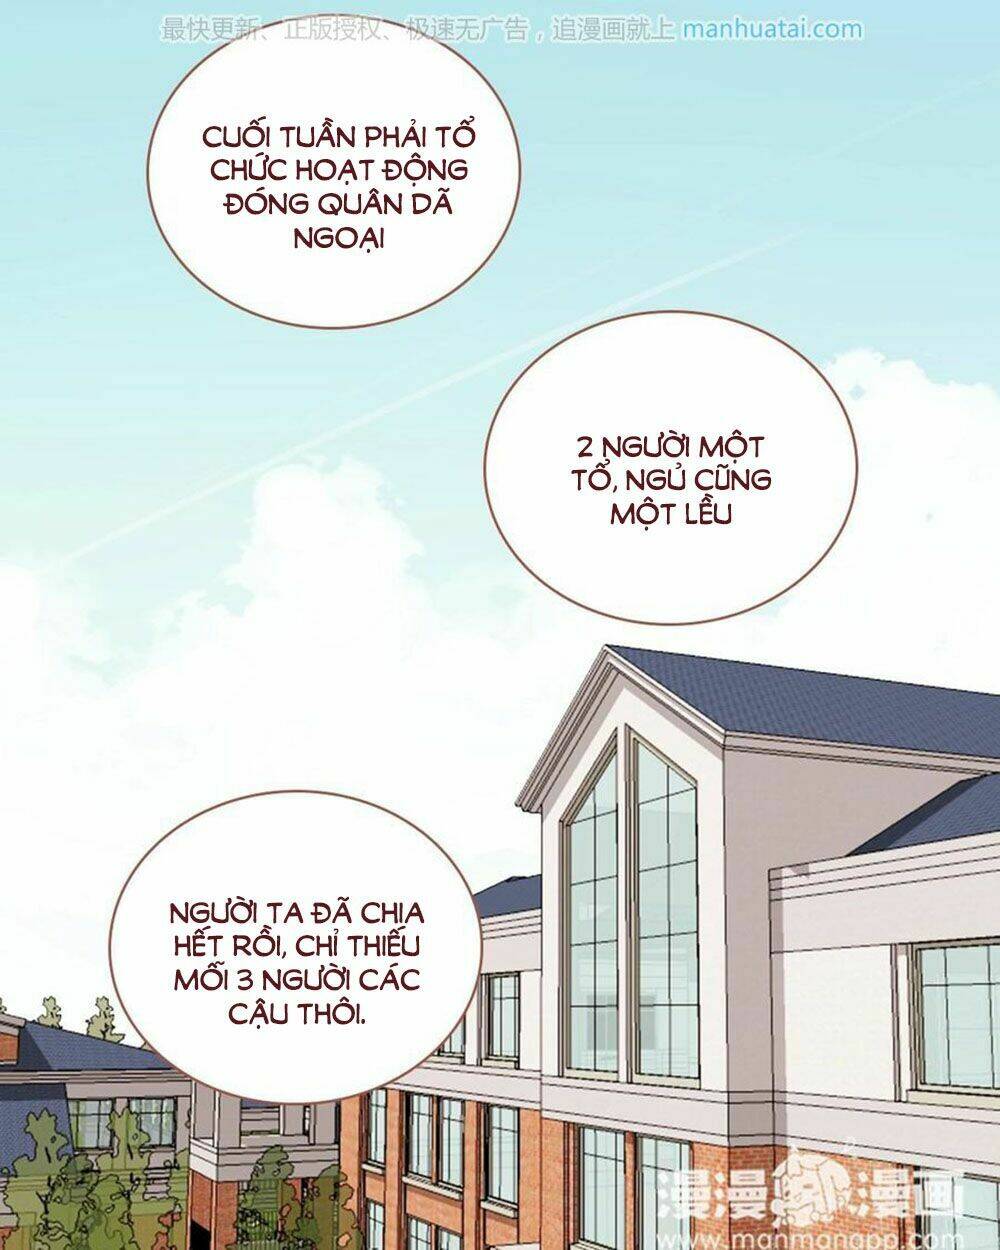 最快更新、正版授权、极速无广告，追漫画就上 manhuatai.com
CUỐI TUẦN PHẢI TỔ
CHỨC HOẠT ĐỘNG
ĐÓNG QUÂN DÃ
NGOẠI
2 NGƯỜI MỘT
TỔ, NGỦ CŨNG
MỘT LỀU
NGƯỜI TA ĐÃ CHIA
HẾT RỒI, CHỈ THIẾU
MỖI 3 NGƯỜI CÁC
CẬU THÔI.
漫漫漫画
www.manmanapp.com